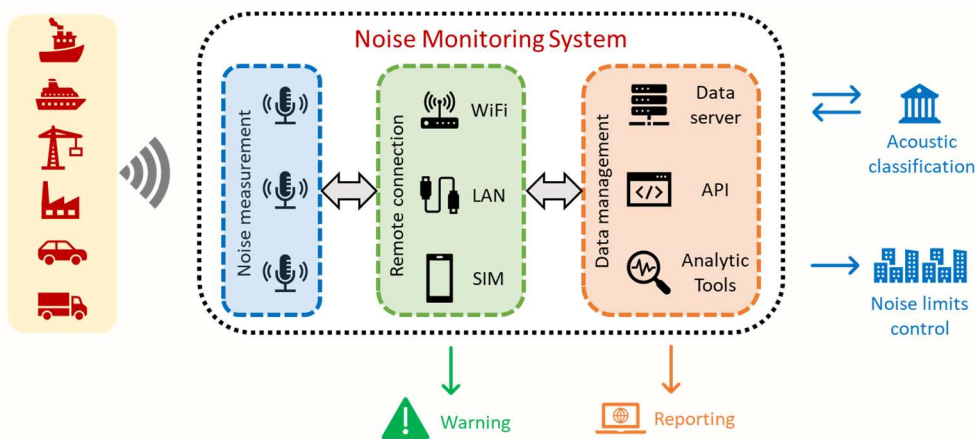 Noise Monitoring System
Noise measurement
Remote connection
WiFi
LAN
SIM
Data management
Data
server
</>
API
Analytic
Tools
Acoustic
classification
Noise limits
control
Warning
Reporting